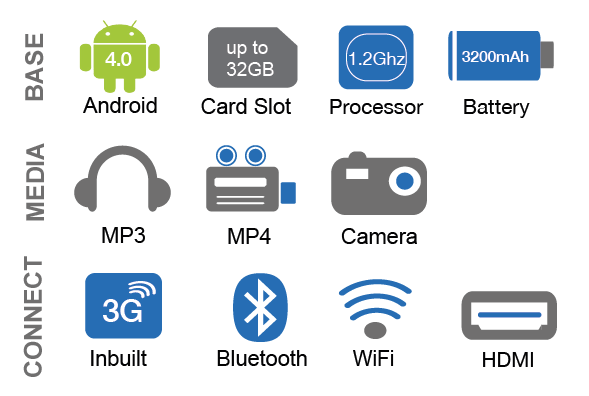 BASE
4.0
Android
up to
32GB
Card Slot
1.2Ghz
Processor
3200mAh
Battery
MEDIA
MP3
MP4
Camera
CONNECT
3G
Inbuilt
Bluetooth
WiFi
HDMI